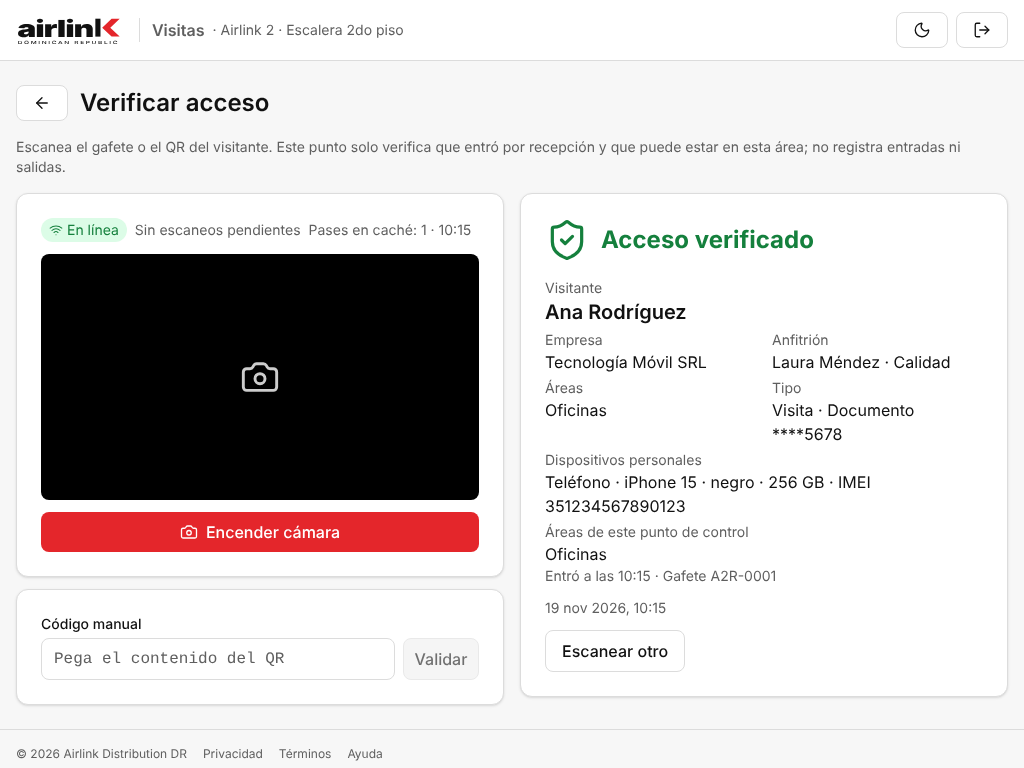 airlink
DOMINICAN REPUBLIC
Visitas · Airlink 2 · Escalera 2do piso
Verificar acceso
Escanea el gafete o el QR del visitante. Este punto solo verifica que entró por recepción y que puede estar en esta área; no registra entradas ni
salidas.
En línea Sin escaneos pendientes Pases en caché: 1 · 10:15
Encender cámara
Código manual
Pega el contenido del QR
Validar
Acceso verificado
Visitante
Ana Rodríguez
Empresa
Tecnología Móvil SRL
Anfitrión
Laura Méndez · Calidad
Áreas
Oficinas
Tipo
Visita · Documento
****5678
Dispositivos personales
Teléfono · iPhone 15 · negro · 256 GB · IMEI
351234567890123
Áreas de este punto de control
Oficinas
Entró a las 10:15 · Gafete A2R-0001
19 nov 2026, 10:15
Escanear otro
© 2026 Airlink Distribution DR Privacidad Términos Ayuda